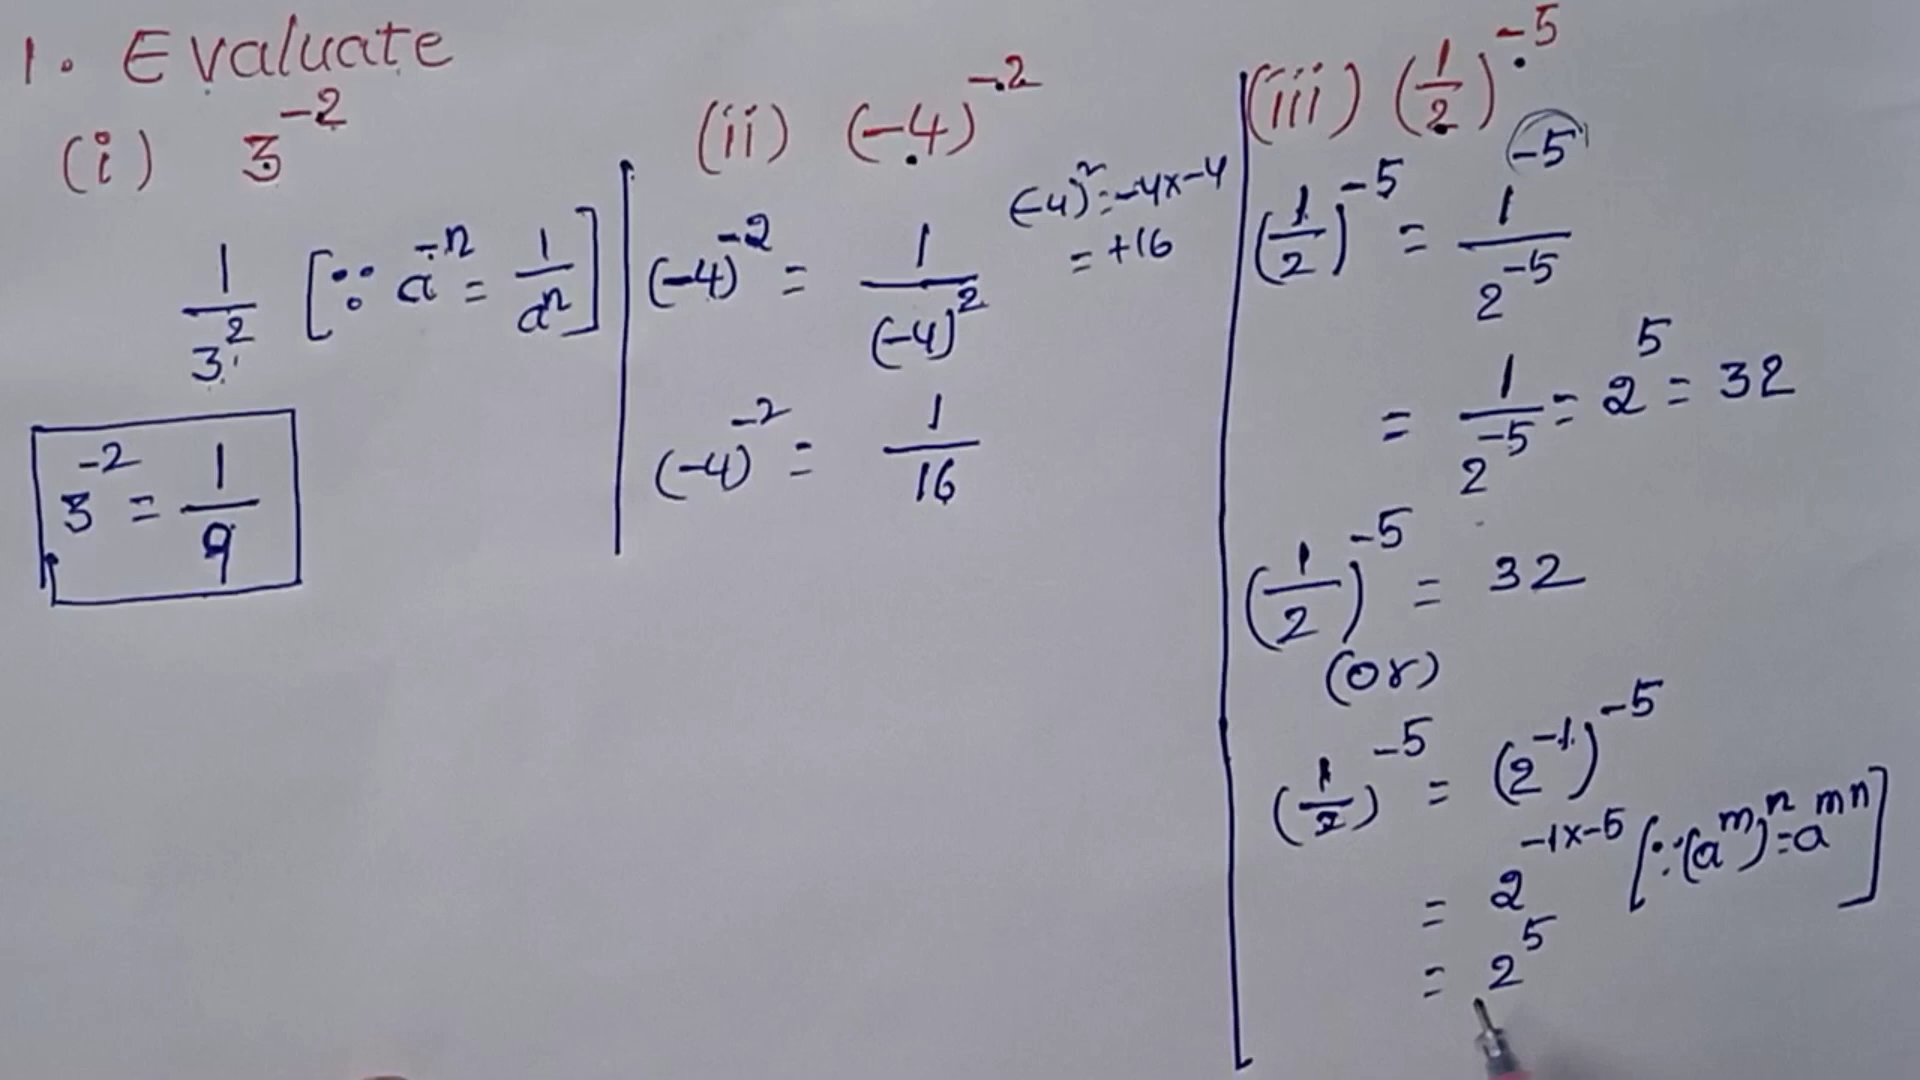 1. Evaluate
(i) 3^-2
1/3^2 [∵ a^-n = 1/a^n]
3^-2 = 1/9
(ii) (-4)^-2
(-4)^2 = -4x-4
= +16
(-4)^-2 = 1/(-4)^2
(-4)^-2 = 1/16
(iii) (1/2)^-5
(1/2)^-5 = 1^-5/2^-5
= 1/2^-5 = 2^5 = 32
(1/2)^-5 = 32
(or)
(1/2)^-5 = (2^-1)^-5
= 2^-1x-5 [∵ (a^m)^n = a^mn]
= 2^5